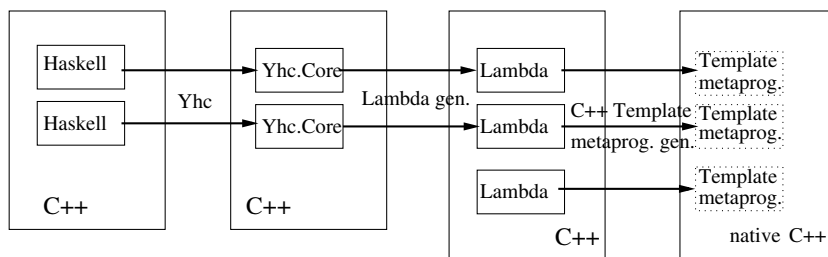 Haskell
Haskell
C++
Yhc
Yhc.Core
Yhc.Core
C++
Lambda gen.
Lambda
Lambda
Lambda
C++
C++ Template
metaprog. gen.
Template
metaprog.
Template
metaprog.
Template
metaprog.
native C++